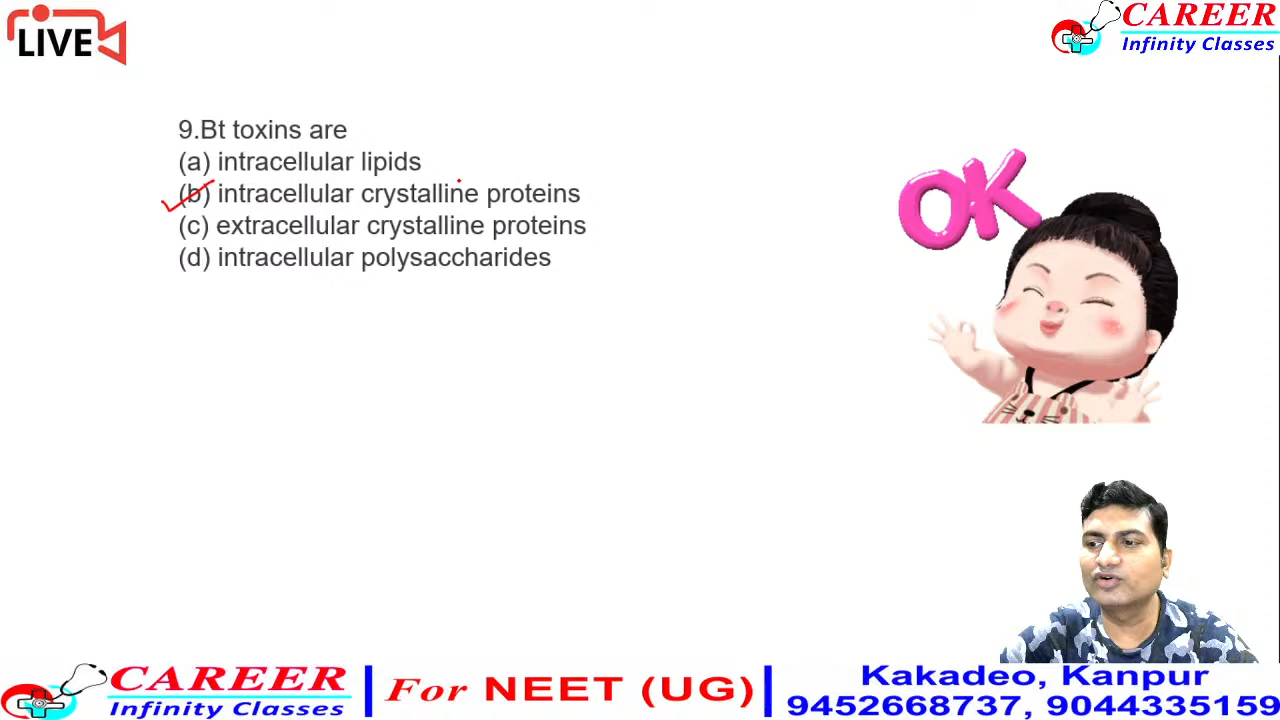 LIVE
CAREER
Infinity Classes
9.Bt toxins are
(a) intracellular lipids
(b) intracellular crystalline proteins
(c) extracellular crystalline proteins
(d) intracellular polysaccharides
OK
CAREER
Infinity Classes
For NEET (UG)
Kakadeo, Kanpur
9452668737, 9044335159